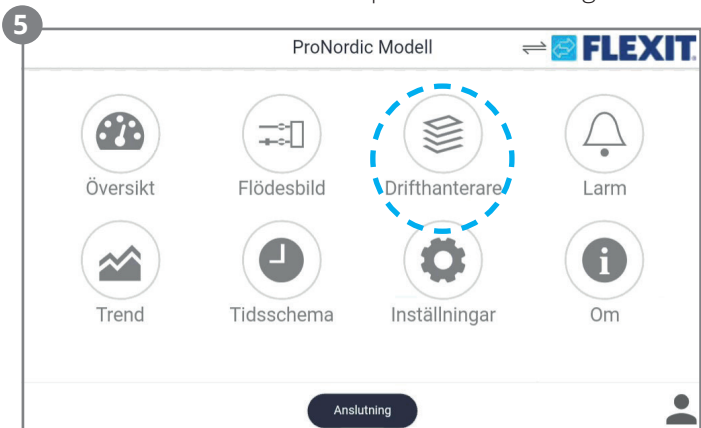 5
ProNordic Modell
FLEXIT.
Översikt Flödesbild Drifthanterare Larm
Trend Tidsschema Inställningar Om
Anslutning